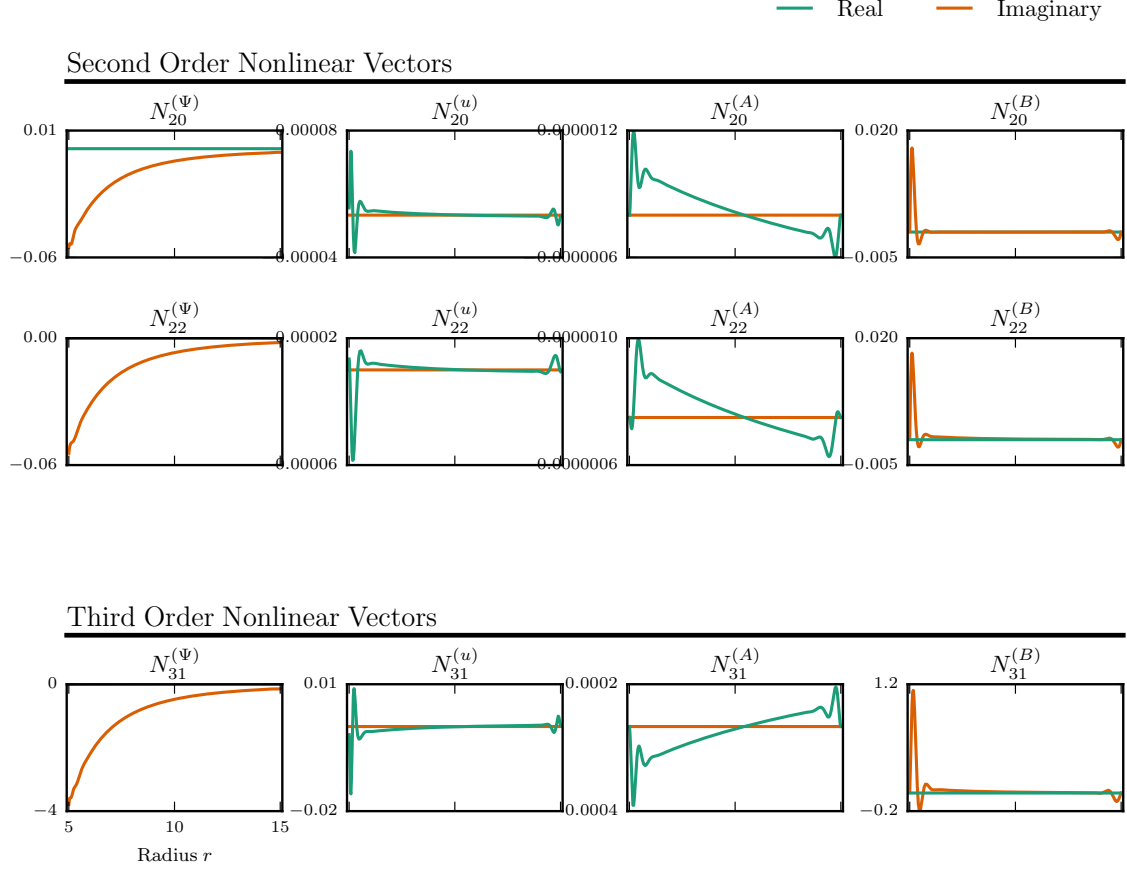 Real Imaginary
Second Order Nonlinear Vectors
N_{20}^{(Ψ)} N_{20}^{(u)} N_{20}^{(A)} N_{20}^{(B)}
0.01 0.00008 0.0000012 0.020
−0.06 0.00004 0.0000006 −0.005
N_{22}^{(Ψ)} N_{22}^{(u)} N_{22}^{(A)} N_{22}^{(B)}
0.00 0.00002 0.0000010 0.020
−0.06 0.00006 0.0000006 −0.005
Third Order Nonlinear Vectors
N_{31}^{(Ψ)} N_{31}^{(u)} N_{31}^{(A)} N_{31}^{(B)}
0 0.01 0.0002 1.2
−4 −0.02 0.0004 −0.2
5 10 15
Radius r